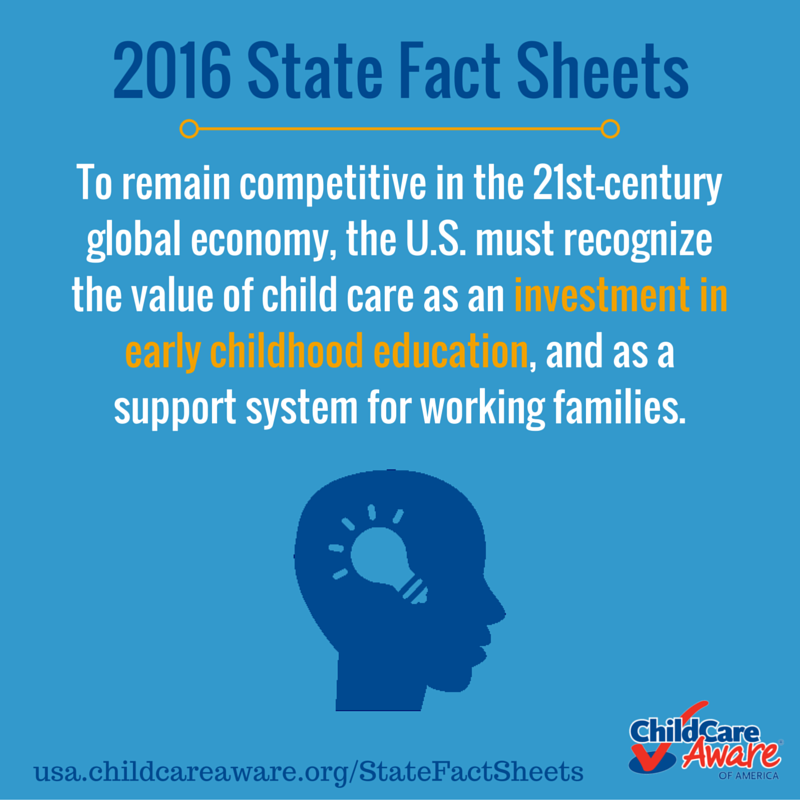 2016 State Fact Sheets
To remain competitive in the 21st-century
global economy, the U.S. must recognize
the value of child care as an investment in
early childhood education, and as a
support system for working families.
usa.childcareaware.org/StateFactSheets
ChildCare
Aware®
OF AMERICA